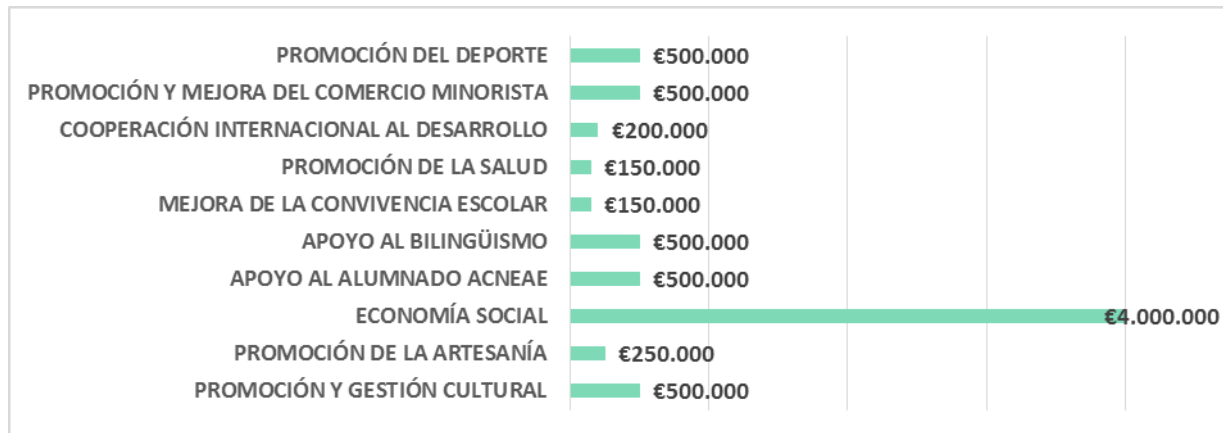 PROMOCIÓN DEL DEPORTE €500.000
PROMOCIÓN Y MEJORA DEL COMERCIO MINORISTA €500.000
COOPERACIÓN INTERNACIONAL AL DESARROLLO €200.000
PROMOCIÓN DE LA SALUD €150.000
MEJORA DE LA CONVIVENCIA ESCOLAR €150.000
APOYO AL BILINGÜISMO €500.000
APOYO AL ALUMNADO ACNEAE €500.000
ECONOMÍA SOCIAL €4.000.000
PROMOCIÓN DE LA ARTESANÍA €250.000
PROMOCIÓN Y GESTIÓN CULTURAL €500.000